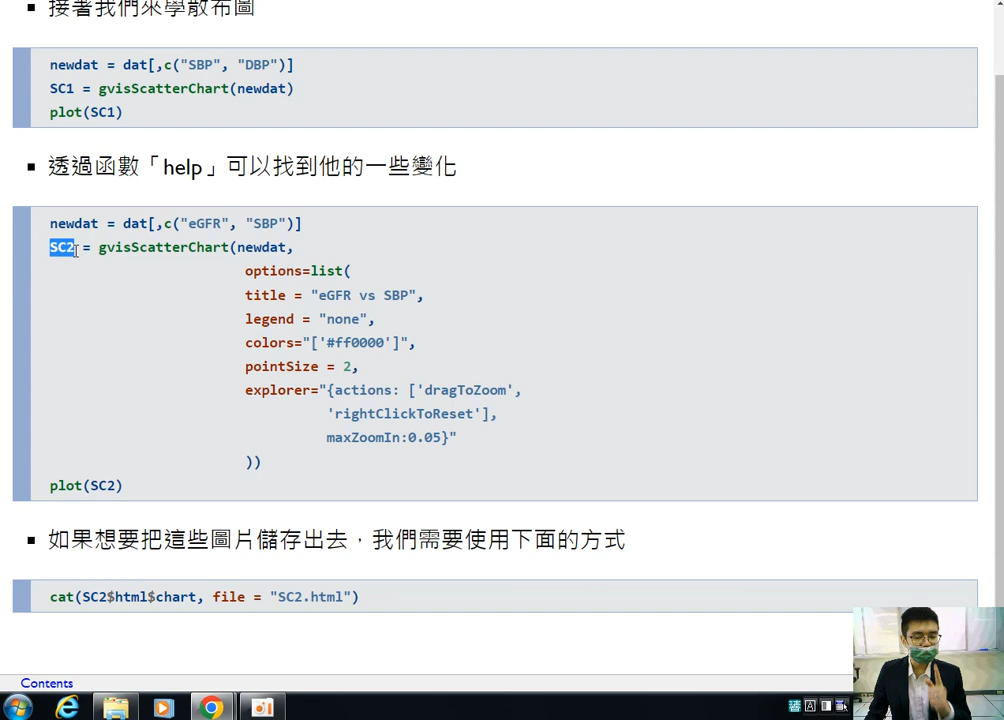 接著我們來學散布圖
newdat = dat[,c("SBP", "DBP")]
SC1 = gvisScatterChart(newdat)
plot(SC1)
透過函數「help」可以找到他的一些變化
newdat = dat[,c("eGFR", "SBP")]
SC2 = gvisScatterChart(newdat,
options=list(
title = "eGFR vs SBP",
legend = "none",
colors="['#ff0000']",
pointSize = 2,
explorer="{actions: ['dragToZoom',
'rightClickToReset'],
maxZoomIn:0.05}"
))
plot(SC2)
如果想要把這些圖片儲存出去，我們需要使用下面的方式
cat(SC2$html$chart, file = "SC2.html")
Contents